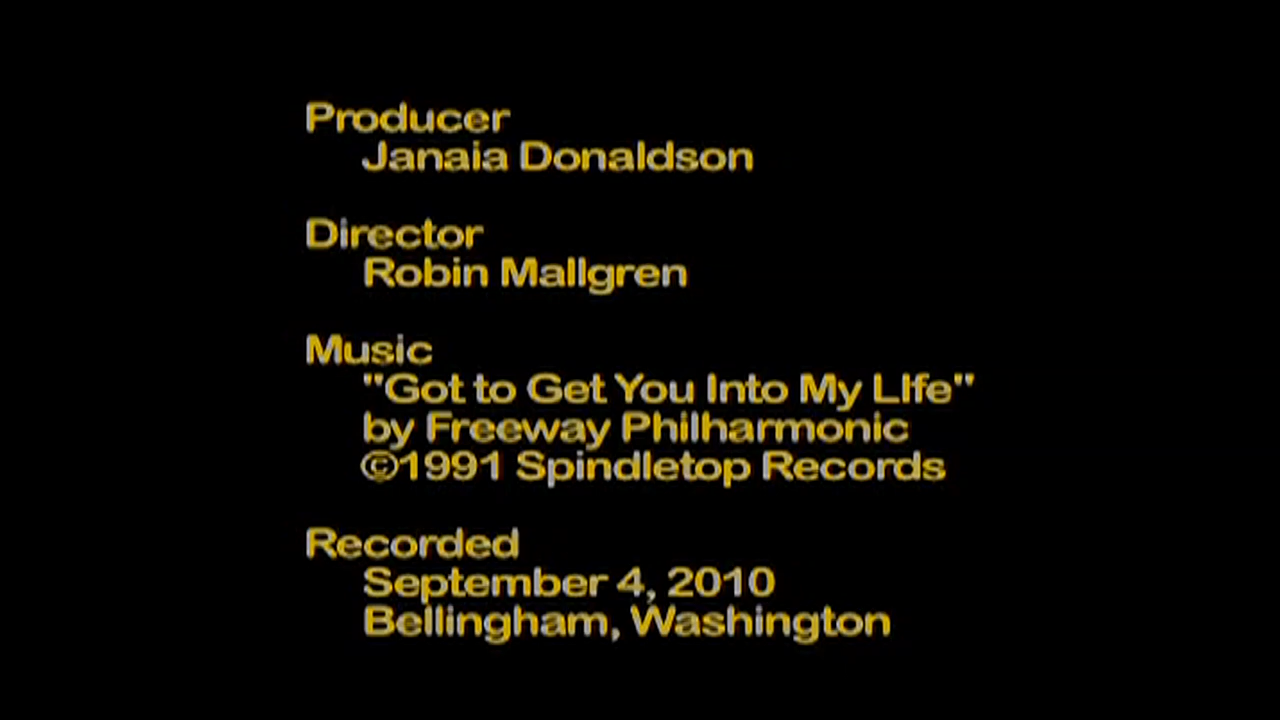 Producer
Janaia Donaldson
Director
Robin Mallgren
Music
"Got to Get You Into My LIfe"
by Freeway Philharmonic
©1991 Spindletop Records
Recorded
September 4, 2010
Bellingham, Washington